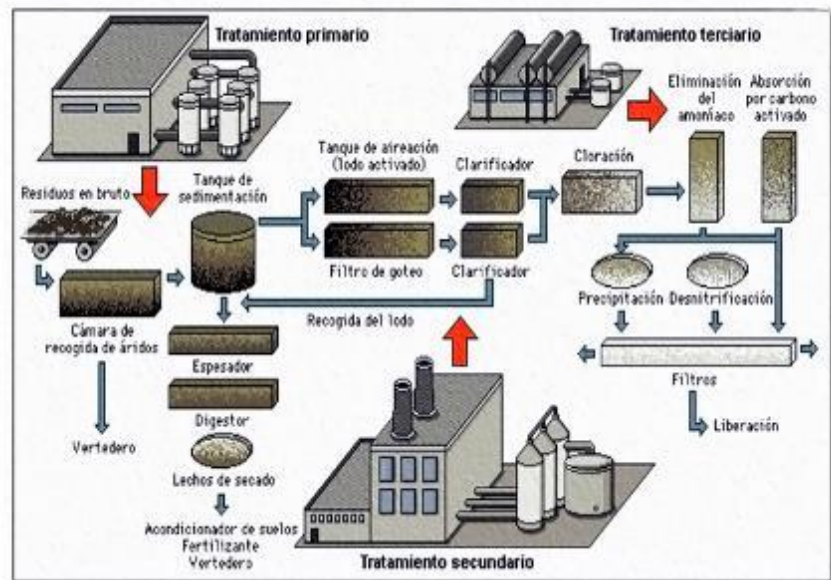 Tratamiento primario
Tratamiento terciario
Eliminación
del
amoníaco
Absorción
por carbono
activado
Residuos en bruto
Tanque de
sedimentación
Tanque de aireación
(lodo activado)
Clarificador
Cloración
Filtro de goteo
Clarificador
Cámara de
recogida de áridos
Recogida del lodo
Precipitación
Desnitrificación
Espesador
Digestor
Filtros
Vertedero
Liberación
Lechos de secado
Acondicionador de suelos
Fertilizante
Vertedero
Tratamiento secundario